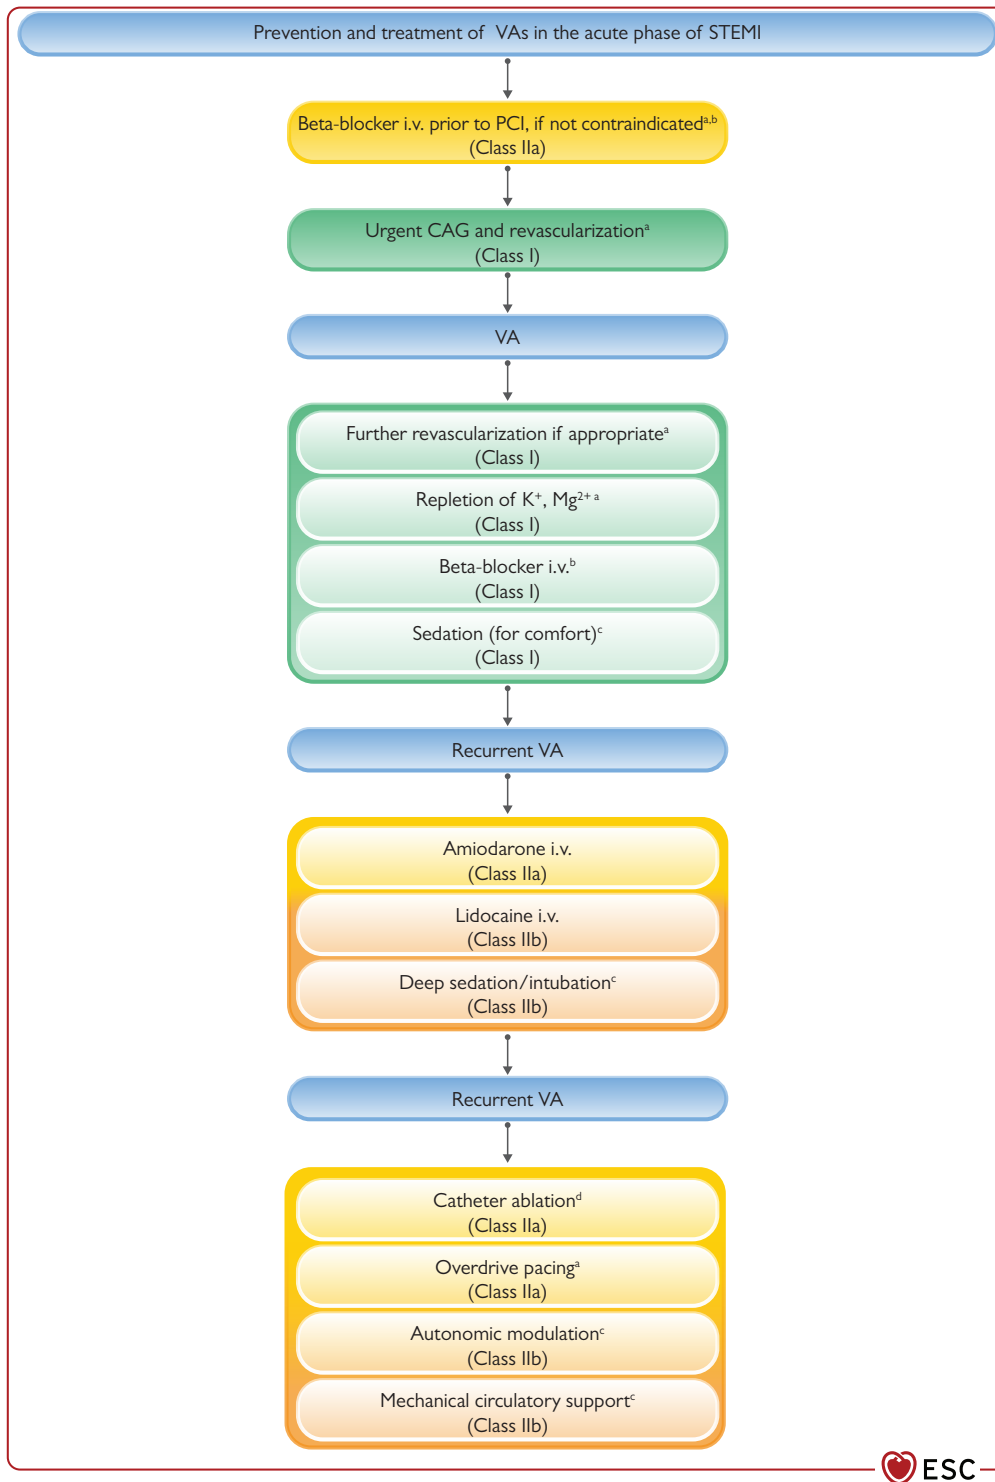 Prevention and treatment of VAs in the acute phase of STEMI
Beta-blocker i.v. prior to PCI, if not contraindicatedᵃ,ᵇ
(Class IIa)
Urgent CAG and revascularizationᵃ
(Class I)
VA
Further revascularization if appropriateᵃ
(Class I)
Repletion of K⁺, Mg²⁺ ᵃ
(Class I)
Beta-blocker i.v.ᵇ
(Class I)
Sedation (for comfort)ᶜ
(Class I)
Recurrent VA
Amiodarone i.v.
(Class IIa)
Lidocaine i.v.
(Class IIb)
Deep sedation/intubationᶜ
(Class IIb)
Recurrent VA
Catheter ablationᵈ
(Class IIa)
Overdrive pacingᵃ
(Class IIa)
Autonomic modulationᶜ
(Class IIb)
Mechanical circulatory supportᶜ
(Class IIb)
ESC